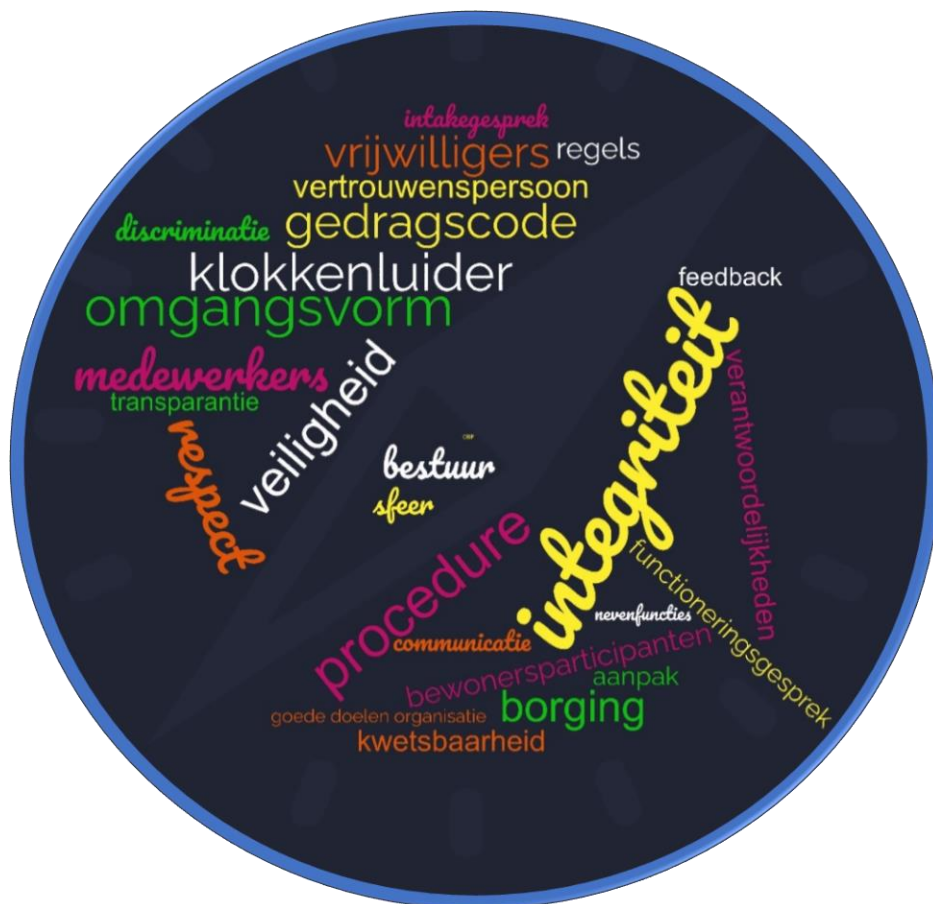 intakegesprek
vrijwilligers
regels
vertrouwenspersoon
gedragscode
discriminatie
klokkenluider
feedback
omgangsvorm
integriteit
medewerkers
veiligheid
verantwoordelijkheden
transparantie
respect
bestuur
sfeer
procedure
functioneringsgesprek
nevenfuncties
communicatie
bewonersparticipanten
aanpak
goede doelen organisatie
borging
kwetsbaarheid